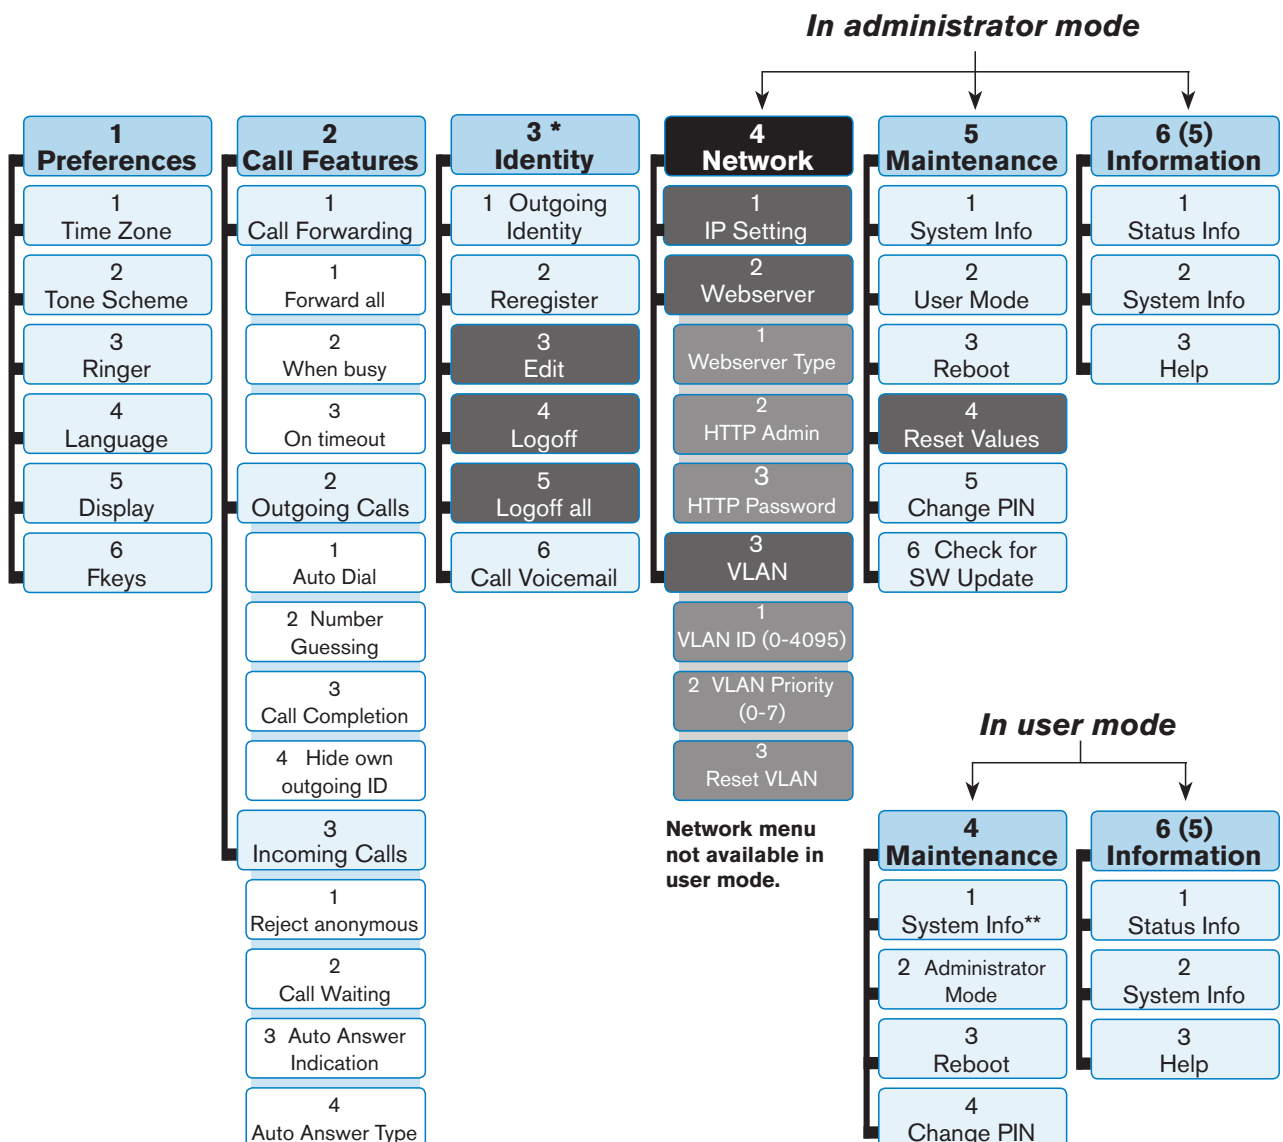 In administrator mode
1
Preferences
1
Time Zone
2
Tone Scheme
3
Ringer
4
Language
5
Display
6
Fkeys
2
Call Features
1
Call Forwarding
1
Forward all
2
When busy
3
On timeout
2
Outgoing Calls
1
Auto Dial
2 Number
Guessing
3
Call Completion
4 Hide own
outgoing ID
3
Incoming Calls
1
Reject anonymous
2
Call Waiting
3 Auto Answer
Indication
4
Auto Answer Type
3 *
Identity
1 Outgoing
Identity
2
Reregister
3
Edit
4
Logoff
5
Logoff all
6
Call Voicemail
4
Network
1
IP Setting
2
Webserver
1
Webserver Type
2
HTTP Admin
3
HTTP Password
3
VLAN
1
VLAN ID (0-4095)
2 VLAN Priority
(0-7)
3
Reset VLAN
Network menu
not available in
user mode.
5
Maintenance
1
System Info
2
User Mode
3
Reboot
4
Reset Values
5
Change PIN
6 Check for
SW Update
6 (5)
Information
1
Status Info
2
System Info
3
Help
In user mode
4
Maintenance
1
System Info**
2 Administrator
Mode
3
Reboot
4
Change PIN
6 (5)
Information
1
Status Info
2
System Info
3
Help